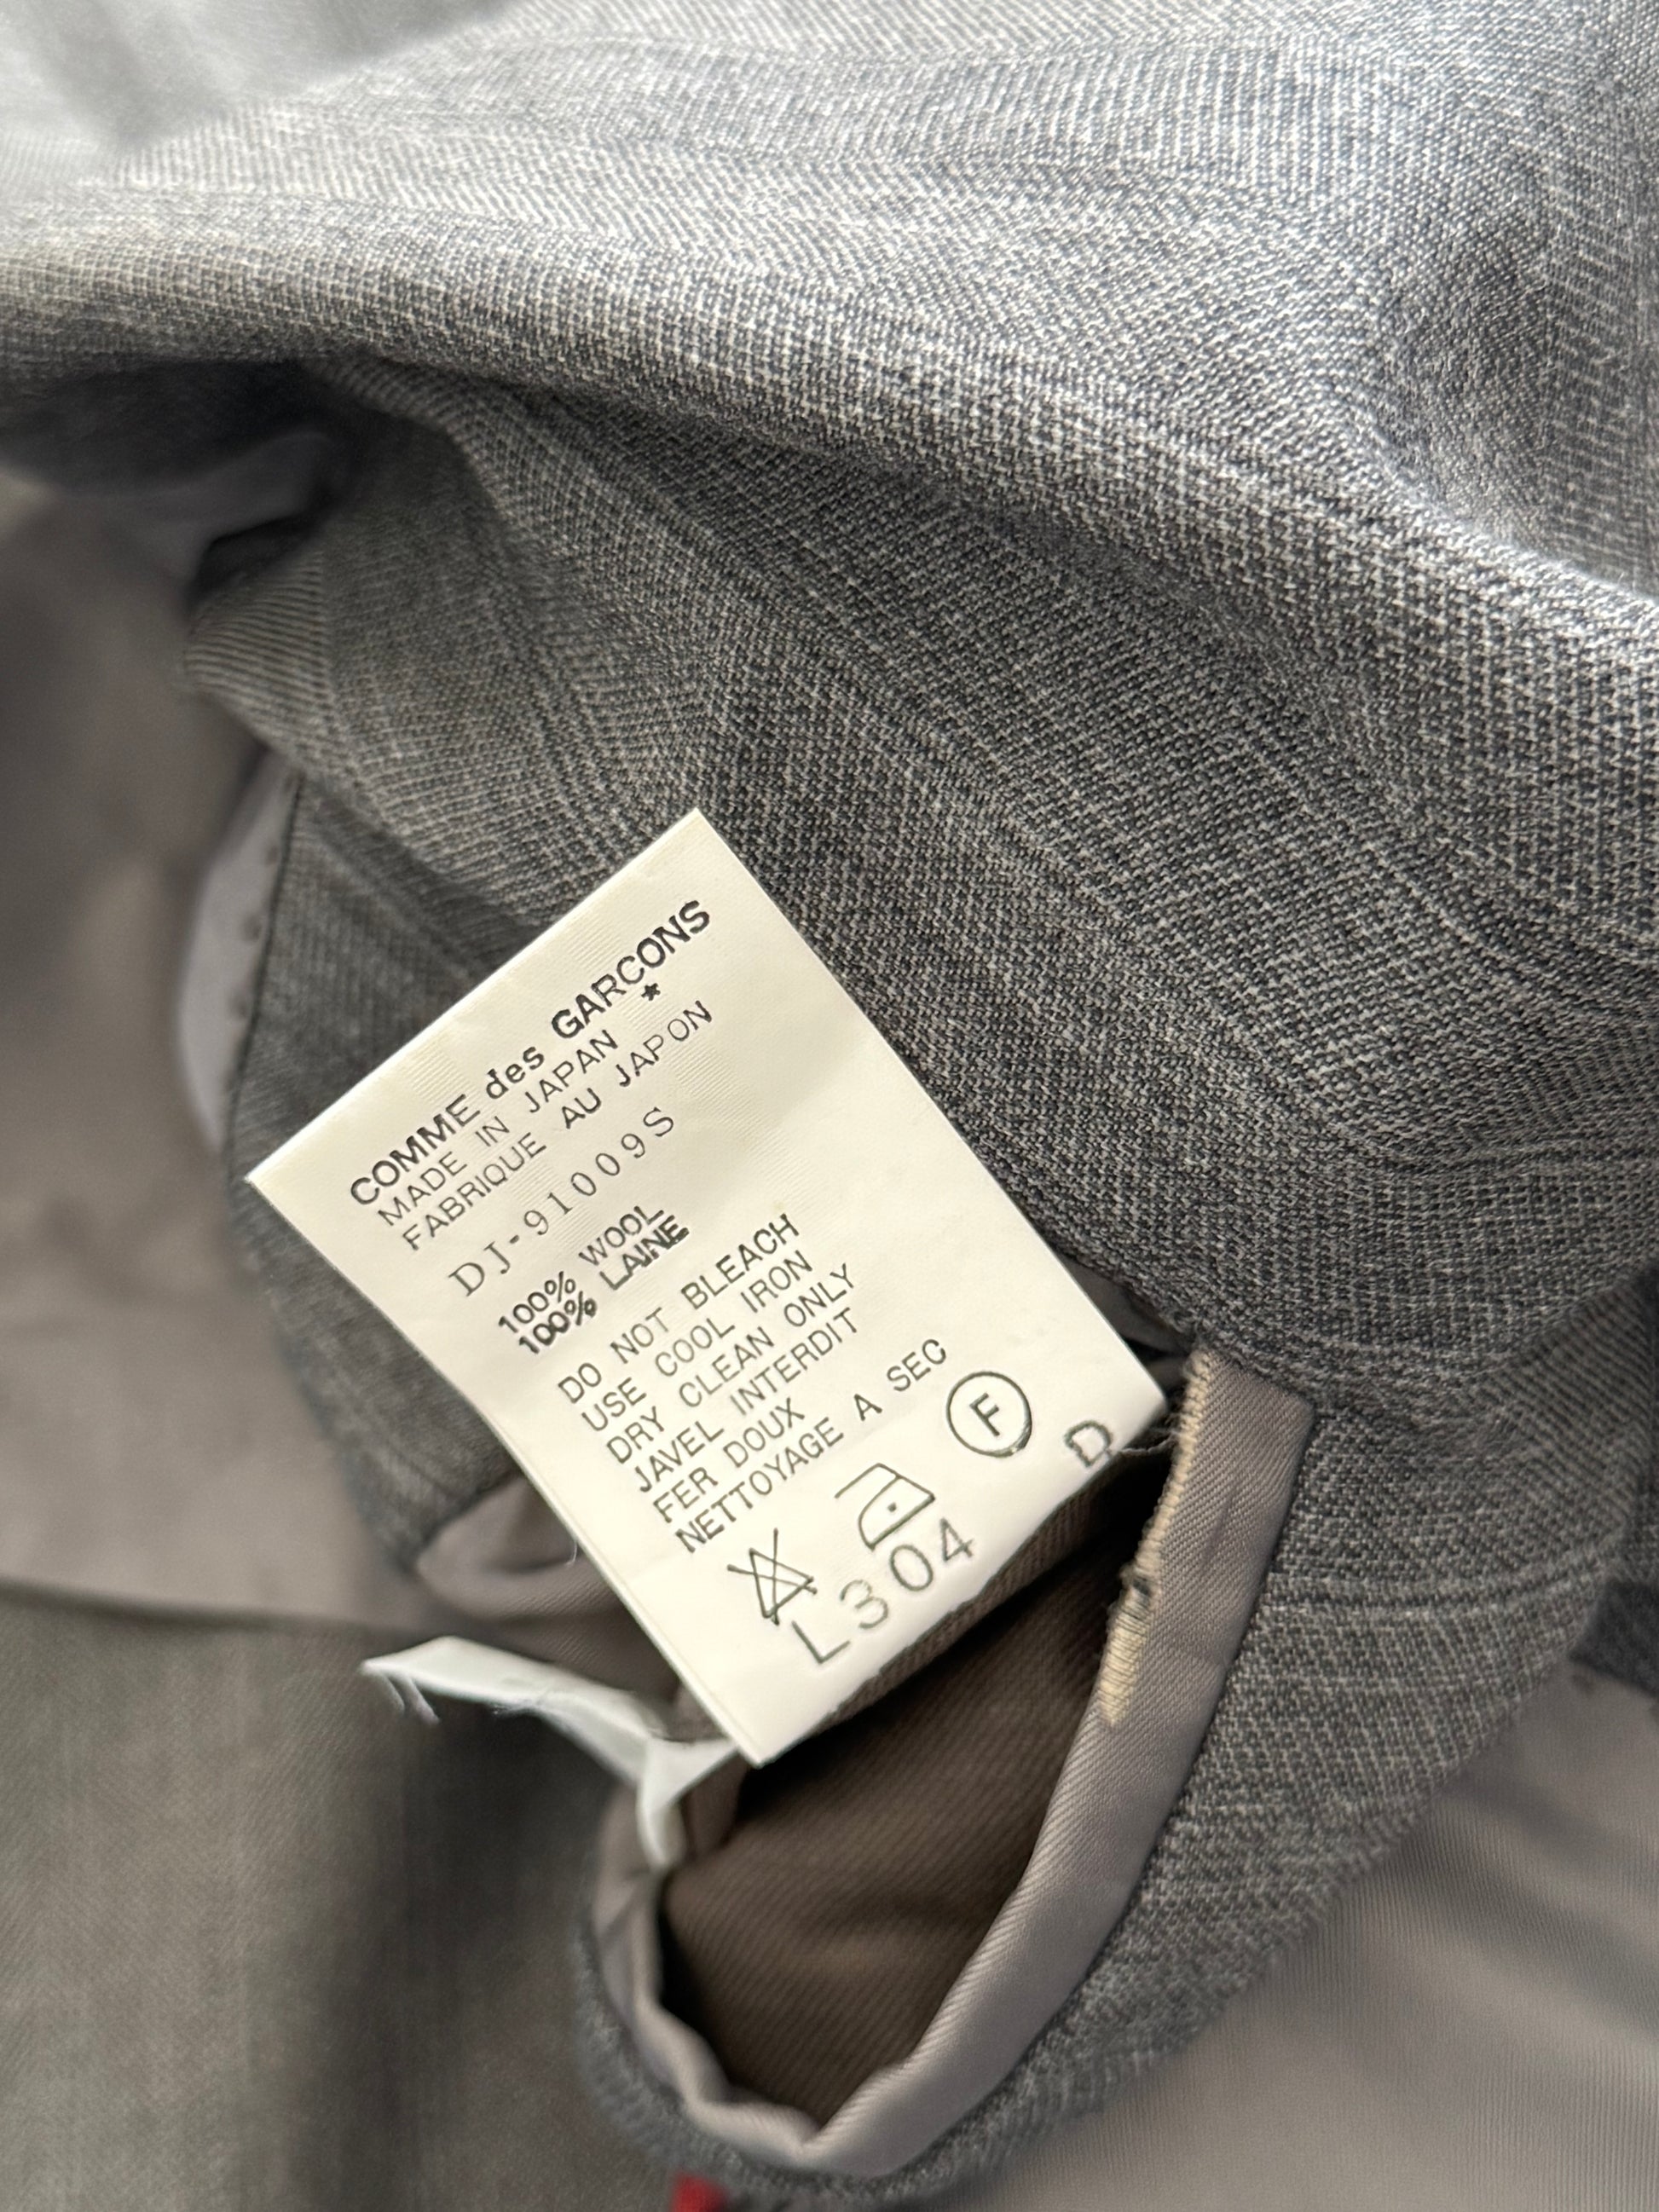 COMME des GARCONS
*
MADE IN JAPAN
FABRIQUE AU JAPON
DJ-91009S
100% WOOL
100% LAINE
DO NOT BLEACH
USE COOL IRON
DRY CLEAN ONLY
JAVEL INTERDIT
FER DOUX
NETTOYAGE A SEC
F
L304
D